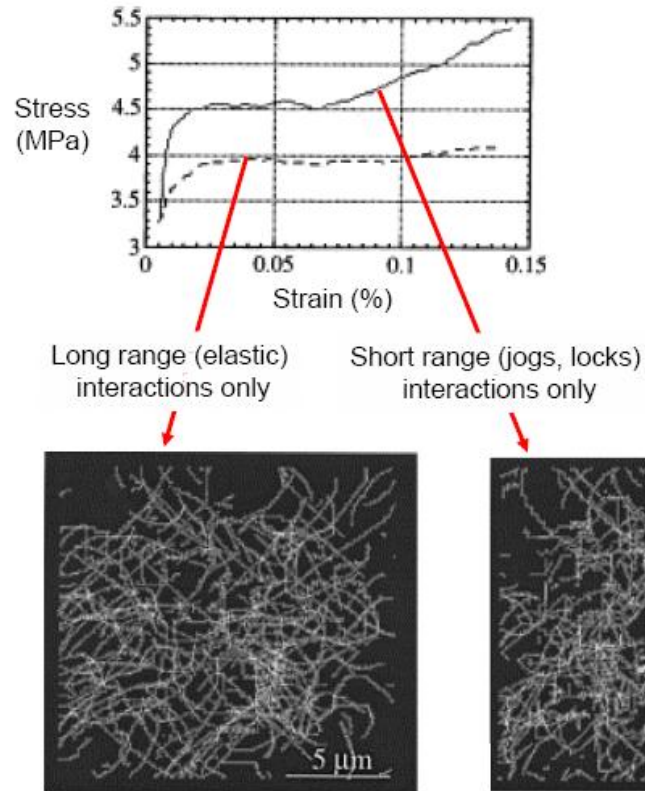 5.5
5
Stress
(MPa)
4.5
4
3.5
3
0
0.05
0.1
0.15
Strain (%)
Long range (elastic)
interactions only
Short range (jogs, locks)
interactions only
5 μm